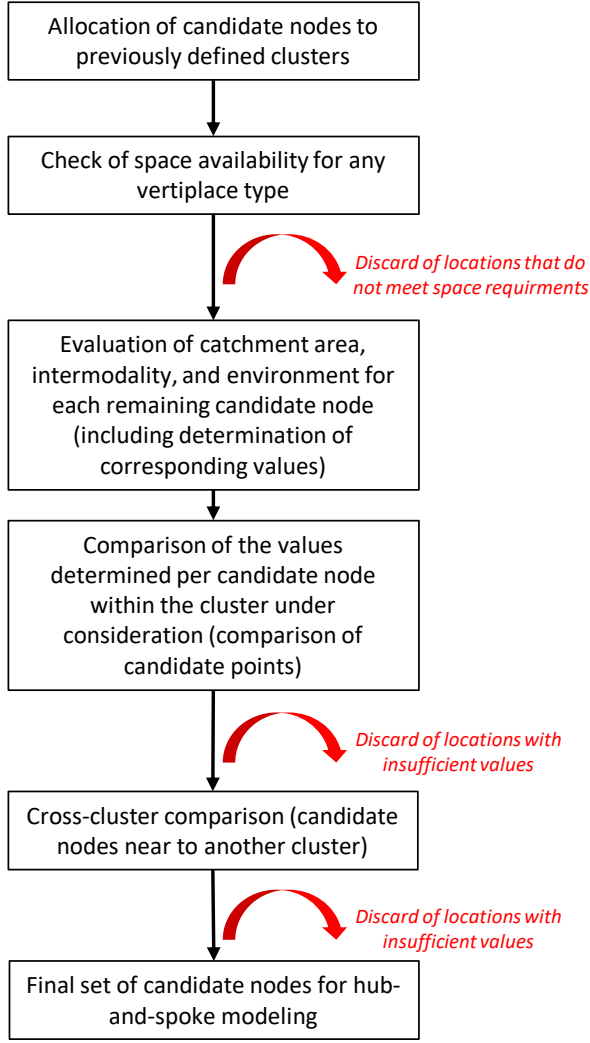 Allocation of candidate nodes to
previously defined clusters
Check of space availability for any
vertiplace type
Discard of locations that do
not meet space requirments
Evaluation of catchment area,
intermodality, and environment for
each remaining candidate node
(including determination of
corresponding values)
Comparison of the values
determined per candidate node
within the cluster under
consideration (comparison of
candidate points)
Discard of locations with
insufficient values
Cross-cluster comparison (candidate
nodes near to another cluster)
Discard of locations with
insufficient values
Final set of candidate nodes for hub-
and-spoke modeling